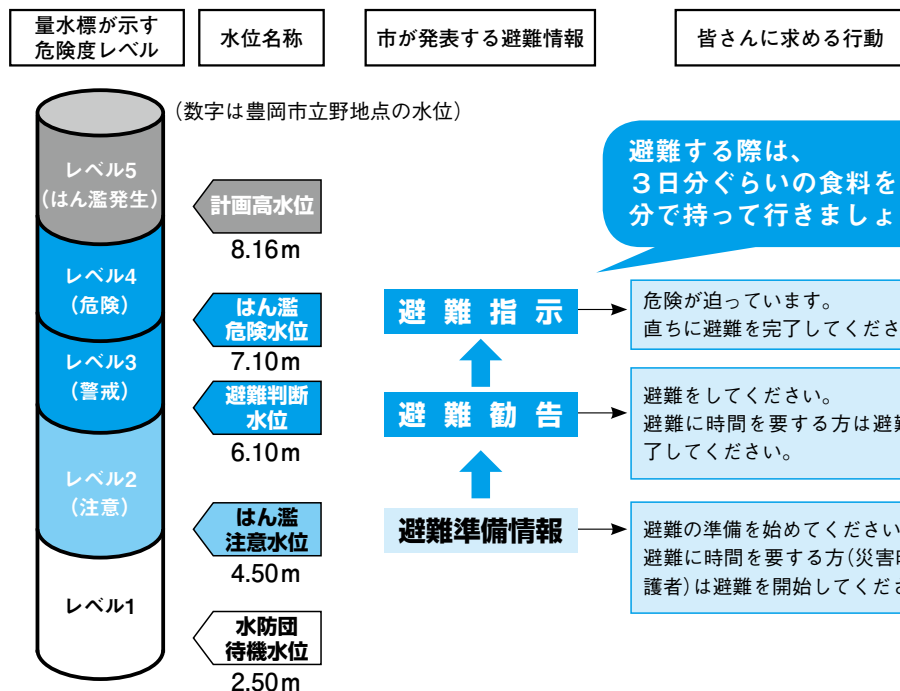 量水標が示す
危険度レベル
水位名称
市が発表する避難情報
皆さんに求める行動
(数字は豊岡市立野地点の水位)
レベル5
(はん濫発生)
計画高水位
8.16m
避難する際は、
3日分ぐらいの食料を
分で持って行きましょ
レベル4
(危険)
はん濫
危険水位
7.10m
避難指示
危険が迫っています。
直ちに避難を完了してくださ
レベル3
(警戒)
避難判断
水位
6.10m
避難勧告
避難をしてください。
避難に時間を要する方は避難
了してください。
レベル2
(注意)
はん濫
注意水位
4.50m
避難準備情報
避難の準備を始めてください
避難に時間を要する方(災害時
護者)は避難を開始してくださ
レベル1
水防団
待機水位
2.50m